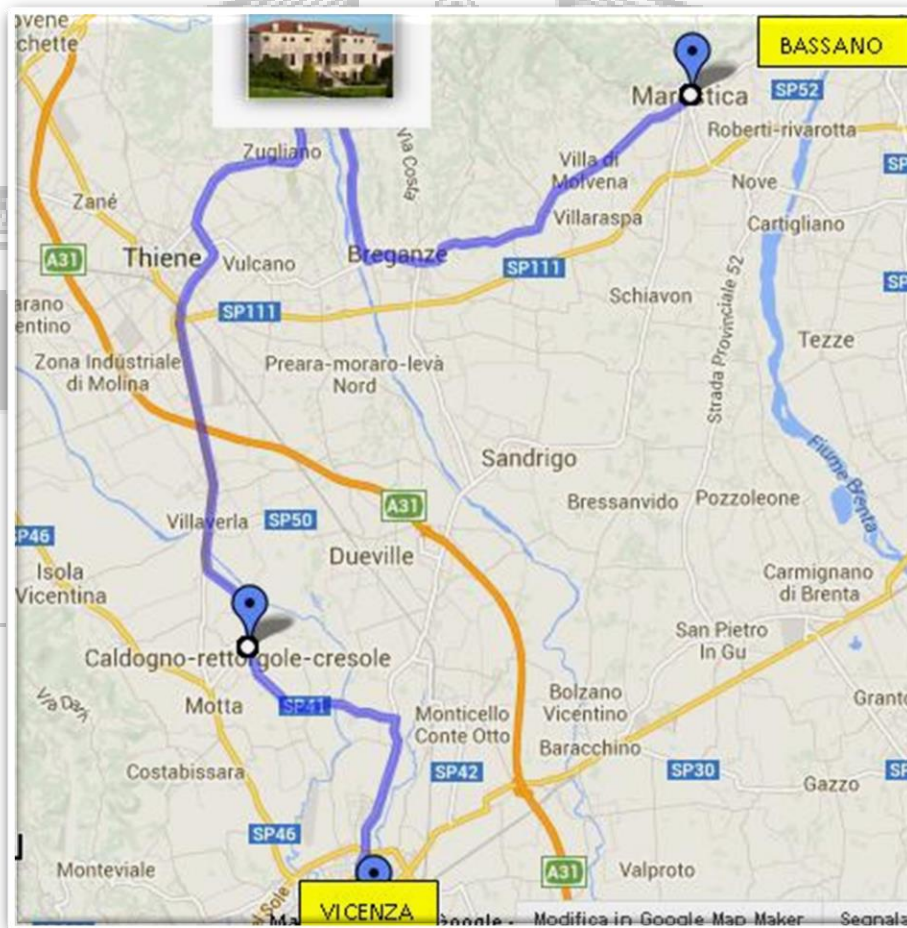 BASSANO
SP52
Roberti-rivarotta
Via Costa
Zugliano
Villa di
Molvena
Nove
Zané
Villaraspa
Cartigliano
A31
Thiene
Vulcano
Breganze
SP111
Strada Provinciale 52
Schiavon
SP111
Zona Industriale
di Molina
Preara-moraro-levà
Nord
Tezze
Sandrigo
Fiume Brenta
A31
Bressanvido
Pozzoleone
Villaverla
SP50
SP46
Dueville
Isola
Vicentina
Carmignano
di Brenta
San Pietro
In Gu
Caldogno-rettorgole-cresole
Motta
SP41
Bolzano
Vicentino
Monticello
Conte Otto
Baracchino
Costabissara
SP42
SP30
Gazzo
SP46
Monteviale
A31
Valproto
VICENZA
Google -
Modifica in Google Map Maker
Segnala